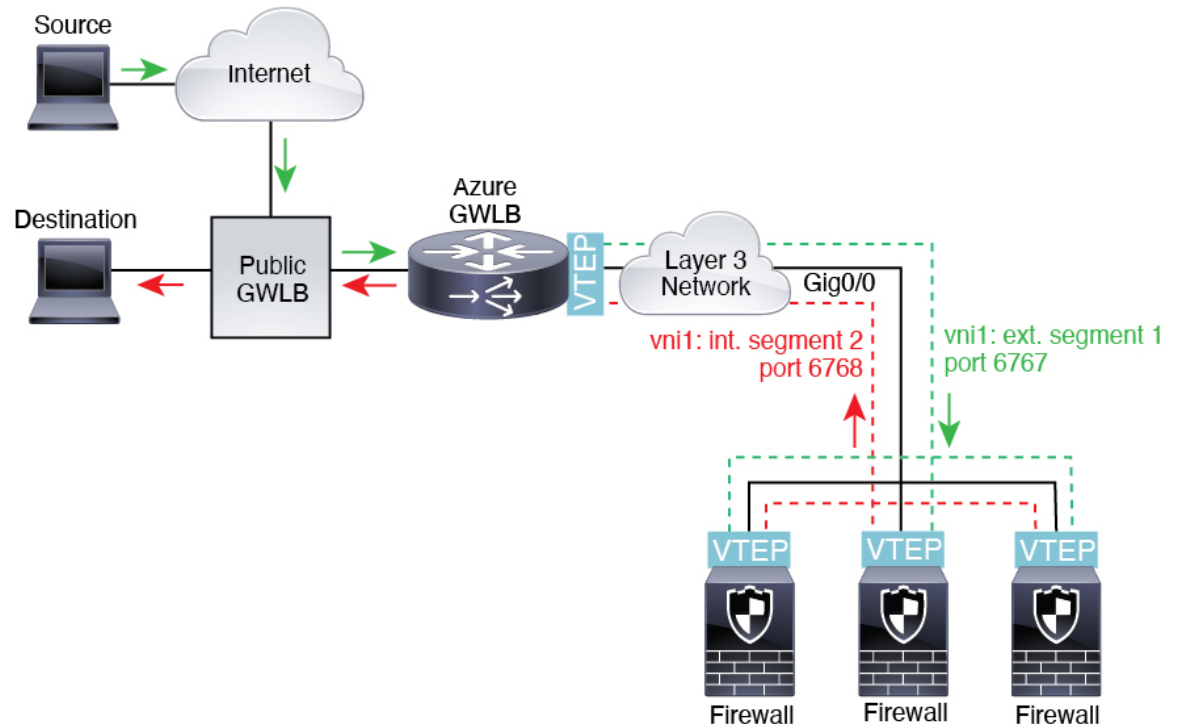 Source
Internet
Destination
Public
GWLB
Azure
GWLB
VTEP
Layer 3
Network
Gig0/0
vni1: int. segment 2
port 6768
vni1: ext. segment 1
port 6767
VTEP
VTEP
VTEP
Firewall
Firewall
Firewall